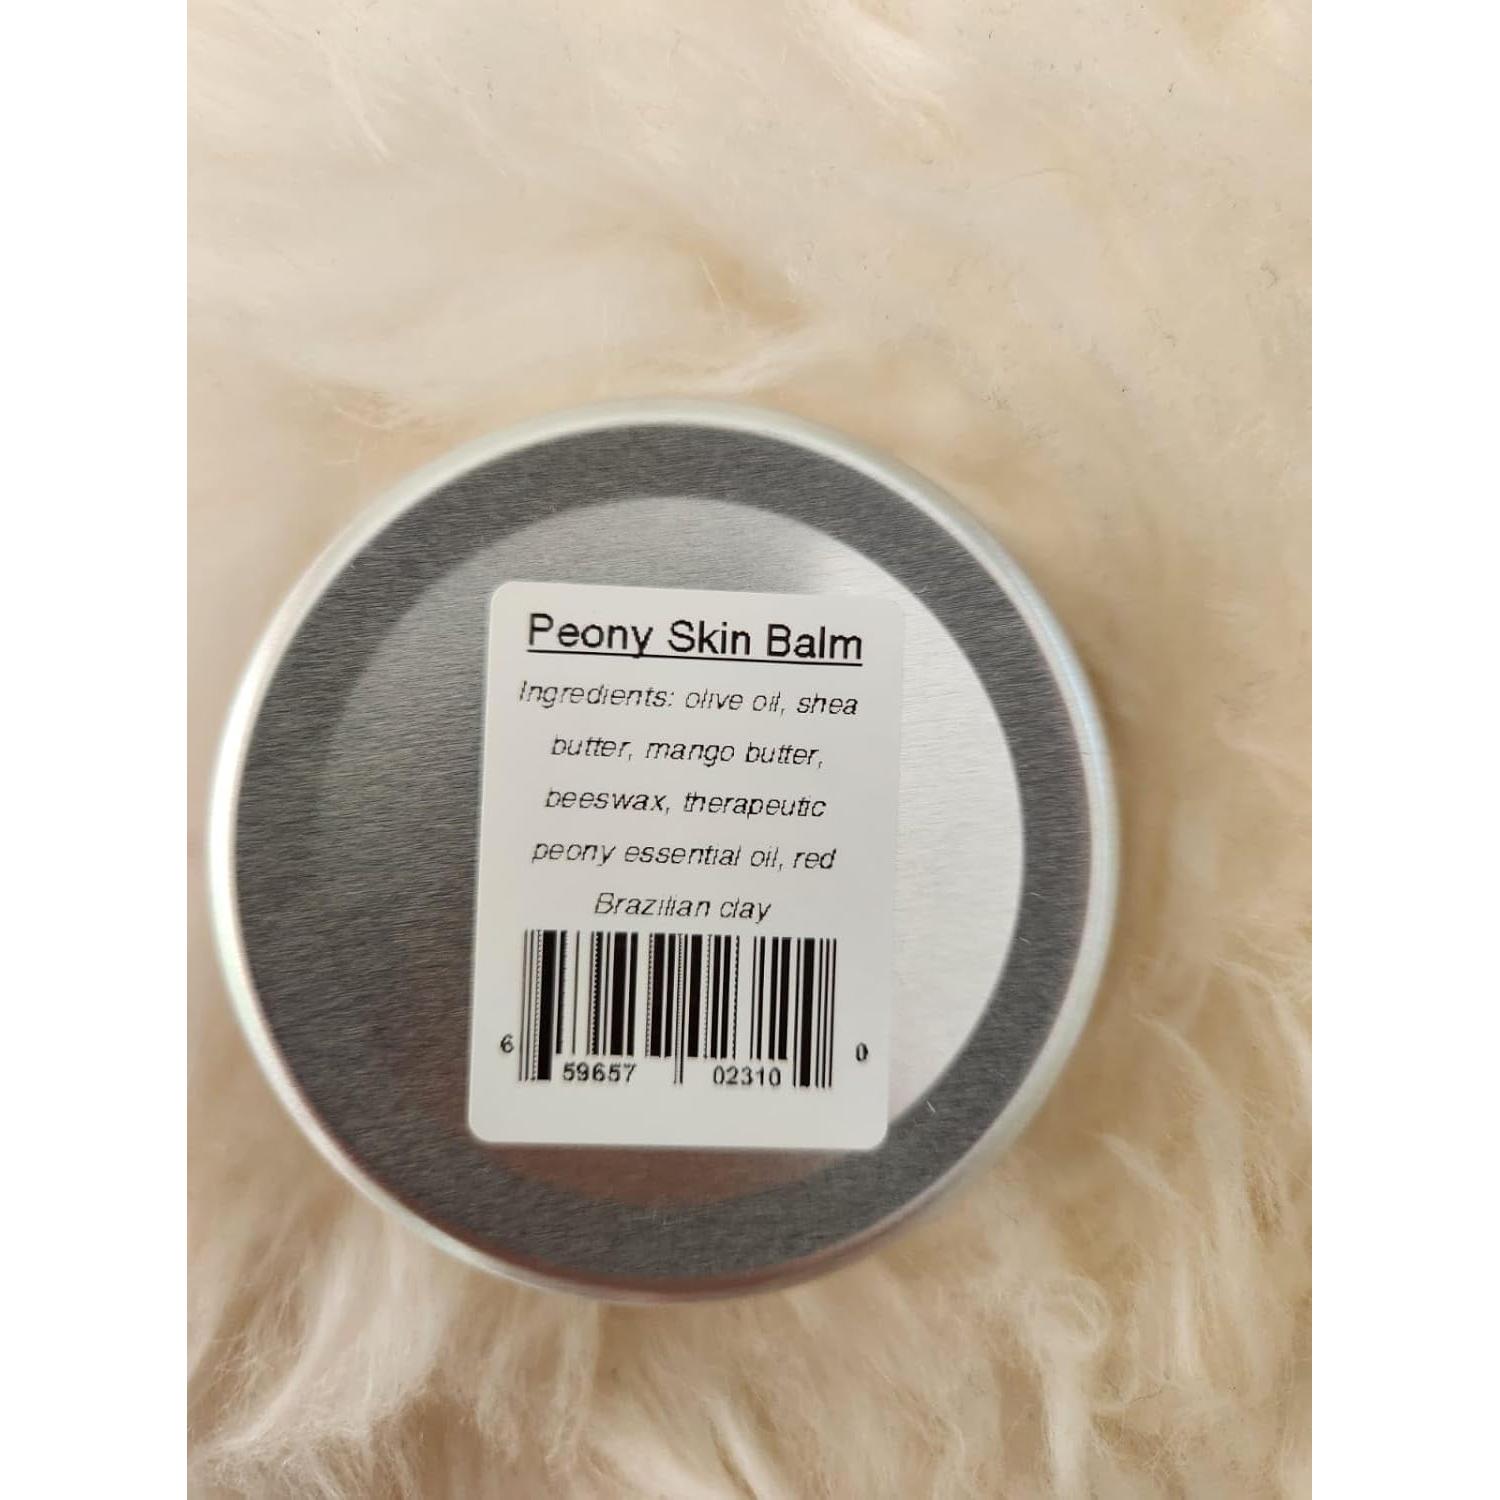 Peony Skin Balm
Ingredients: olive oil, shea
butter, mango butter,
beeswax, therapeutic
peony essential oil, red
Brazilian clay
6 59657 02310 0